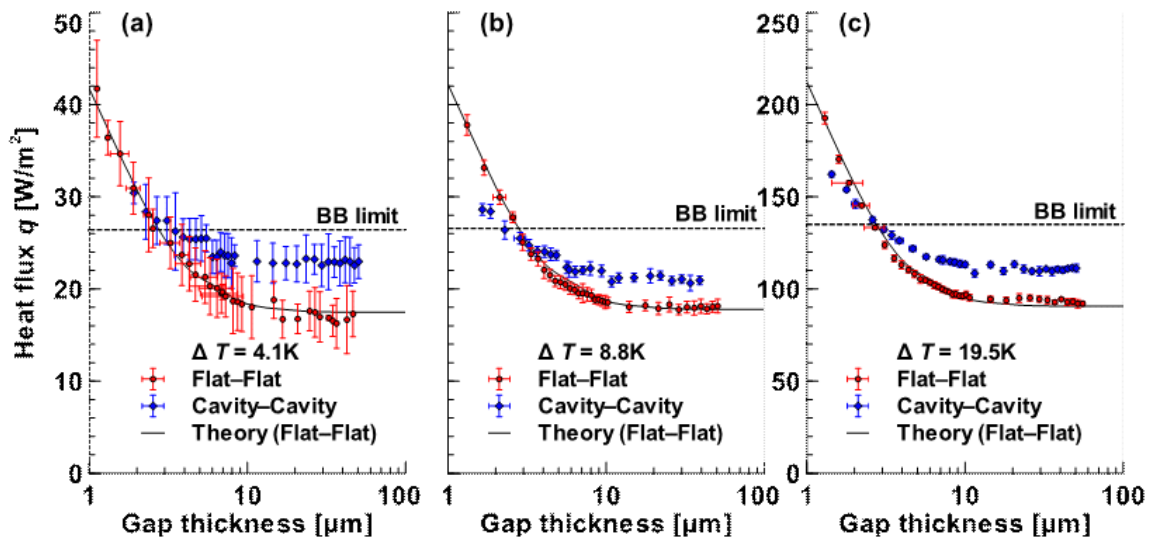 (a)
50
40
30
20
10
0
Heat flux q [W/m²]
BB limit
Δ T = 4.1K
Flat–Flat
Cavity–Cavity
Theory (Flat–Flat)
1
10
100
Gap thickness [μm]
(b)
BB limit
Δ T = 8.8K
Flat–Flat
Cavity–Cavity
Theory (Flat–Flat)
1
10
100
Gap thickness [μm]
(c)
250
200
150
100
50
0
BB limit
Δ T = 19.5K
Flat–Flat
Cavity–Cavity
Theory (Flat–Flat)
1
10
100
Gap thickness [μm]